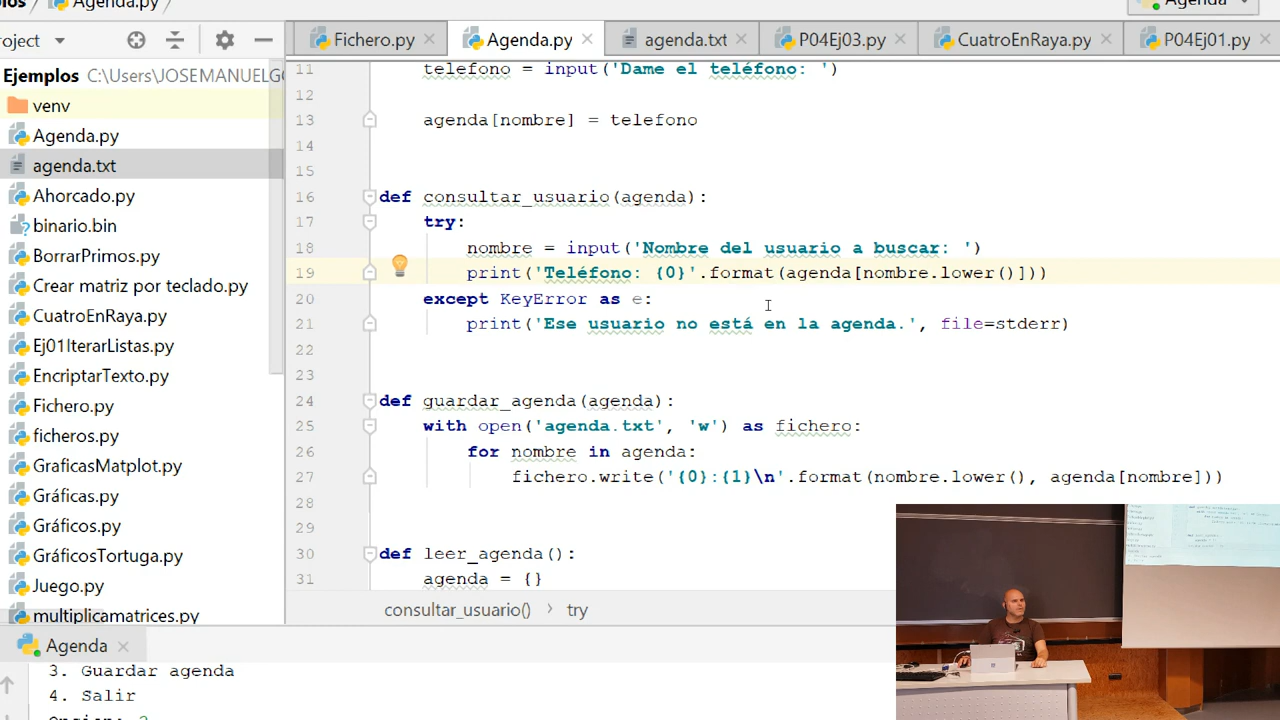 Agenda.py
Agenda
roject
Fichero.py
Agenda.py
agenda.txt
P04Ej03.py
CuatroEnRaya.py
P04Ej01.py
Ejemplos C:\Users\JOSEMANUELG
venv
Agenda.py
agenda.txt
Ahorcado.py
binario.bin
BorrarPrimos.py
Crear matriz por teclado.py
CuatroEnRaya.py
Ej01IterarListas.py
EncriptarTexto.py
Fichero.py
ficheros.py
GraficasMatplot.py
Gráficas.py
Gráficos.py
GráficosTortuga.py
Juego.py
multiplicamatrices.py
11 telefono = input('Dame el teléfono: ')
12
13 agenda[nombre] = telefono
14
15
16 def consultar_usuario(agenda):
17 try:
18 nombre = input('Nombre del usuario a buscar: ')
19 print('Teléfono: {0}'.format(agenda[nombre.lower()]))
20 except KeyError as e:
21 print('Ese usuario no está en la agenda.', file=stderr)
22
23
24 def guardar_agenda(agenda):
25 with open('agenda.txt', 'w') as fichero:
26 for nombre in agenda:
27 fichero.write('{0}:{1}\n'.format(nombre.lower(), agenda[nombre]))
28
29
30 def leer_agenda():
31 agenda = {}
consultar_usuario() › try
Agenda
3. Guardar agenda
4. Salir